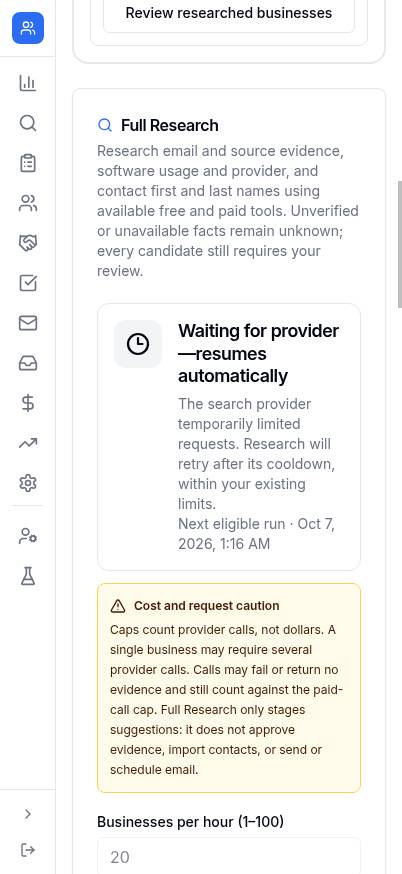 Review researched businesses
Full Research
Research email and source evidence,
software usage and provider, and
contact first and last names using
available free and paid tools. Unverified
or unavailable facts remain unknown;
every candidate still requires your
review.
Waiting for provider
—resumes
automatically
The search provider
temporarily limited
requests. Research will
retry after its cooldown,
within your existing
limits.
Next eligible run · Oct 7,
2026, 1:16 AM
Cost and request caution
Caps count provider calls, not dollars. A
single business may require several
provider calls. Calls may fail or return no
evidence and still count against the paid-
call cap. Full Research only stages
suggestions: it does not approve
evidence, import contacts, or send or
schedule email.
Businesses per hour (1–100)
20